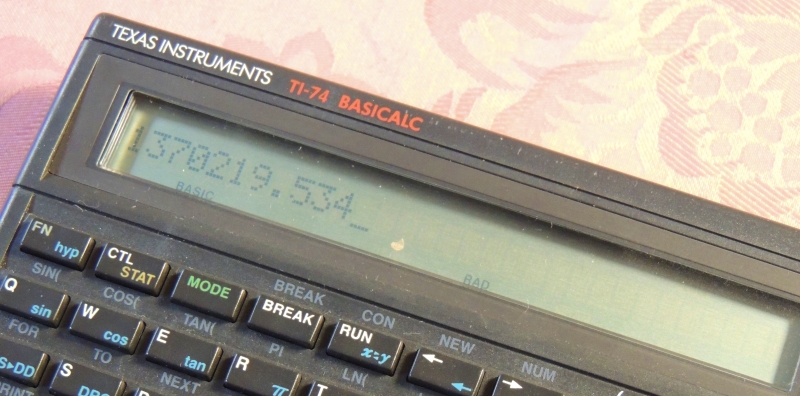 TEXAS INSTRUMENTS TI-74 BASICALC
1370219.534_
BASIC RAD
FN hyp CTL STAT MODE BREAK RUN x⇌y ← ← →
SIN( COS( TAN( BREAK CON NEW NUM
Q sin W cos E tan R π T
FOR TO NEXT PI LN(
S